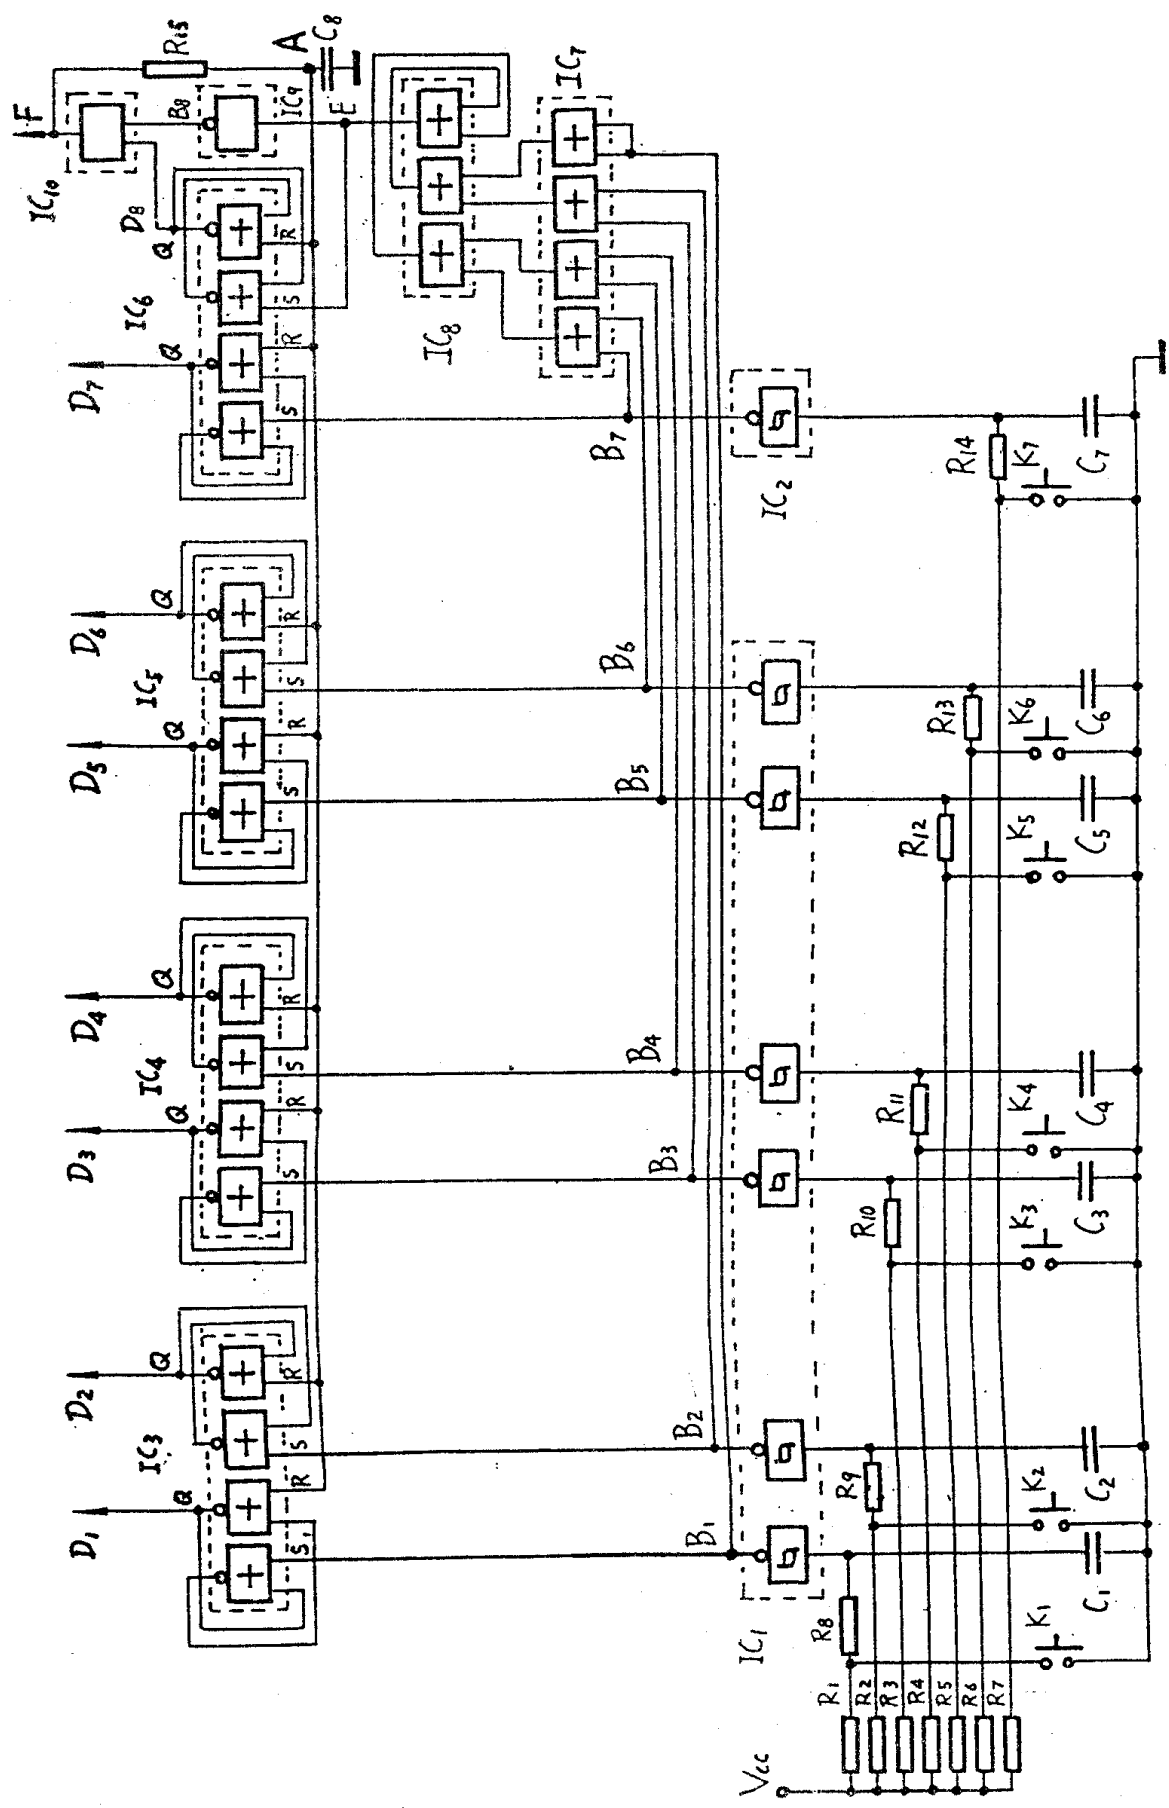 F
R15
A
C8
IC10
B8
IC9
E
D8
Q
IC6
R
S
IC7
IC8
D7
Q
R
S
B7
IC2
R14
K7
C7
D6
Q
IC5
R
S
D5
Q
R
S
B6
B5
R13
K6
C6
R12
K5
C5
D4
Q
IC4
R
S
D3
Q
R
S
B4
B3
R11
K4
C4
R10
K3
C3
D2
Q
IC3
R
S
D1
Q
R
S1
B2
B1
R9
K2
C2
IC1
R8
K1
C1
R1
R2
R3
R4
R5
R6
R7
Vcc